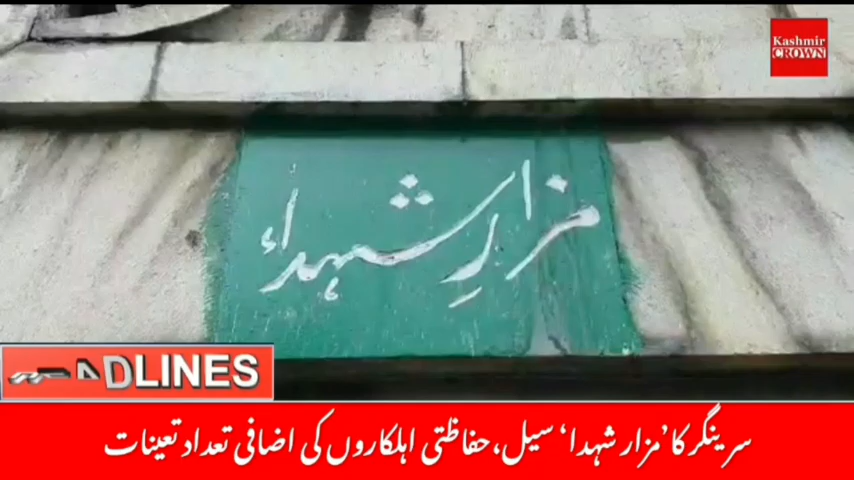 Kashmir
CROWN
مزارِ شہداء
DLINES
سرینگر کا ’مزار شہدا‘ سیل، حفاظتی اہلکاروں کی اضافی تعداد تعینات